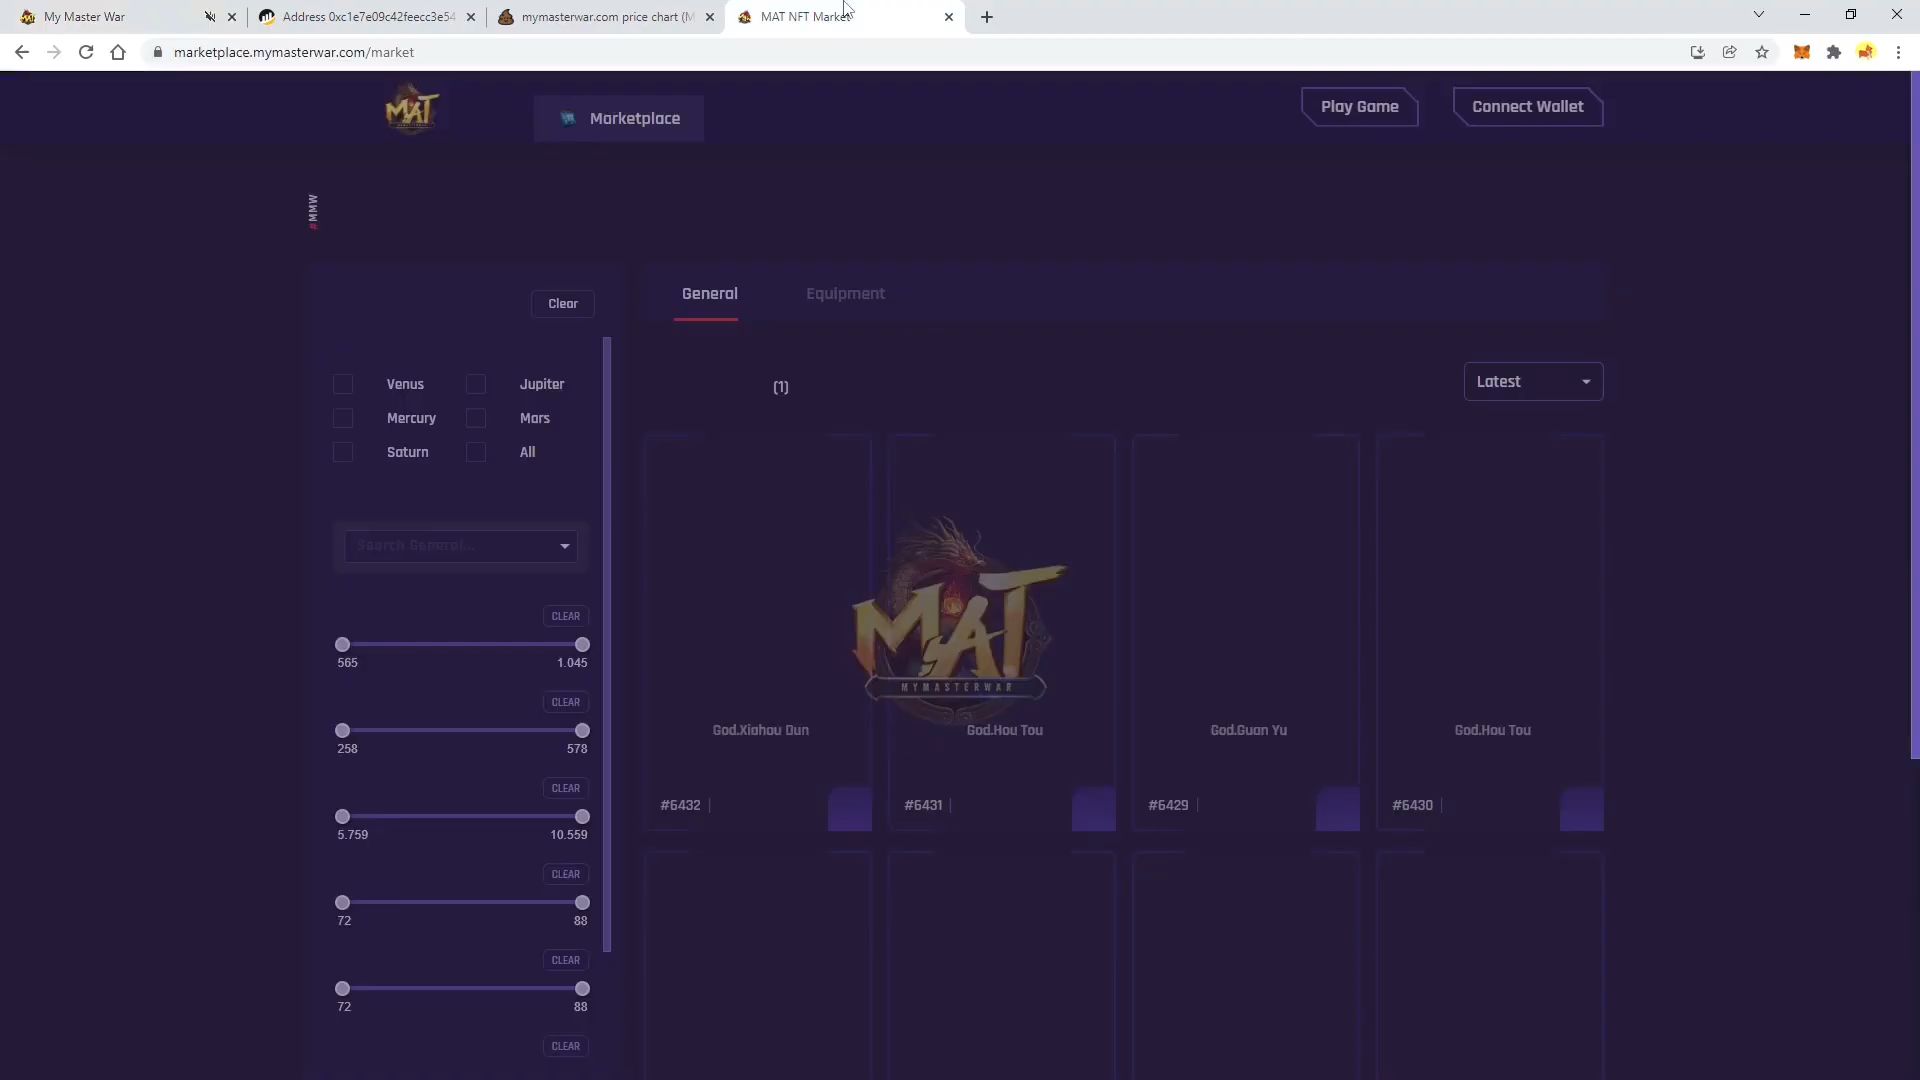 My Master War
Address 0xc1e7e09c42feecc3e54
mymasterwar.com price chart (M
MAT NFT Market
marketplace.mymasterwar.com/market
MAT
Marketplace
Play Game
Connect Wallet
#MMW
Clear
General
Equipment
Venus
Jupiter
Mercury
Mars
Saturn
All
(1)
Latest
Search General...
CLEAR
565
1.045
CLEAR
258
578
CLEAR
5.759
10.559
CLEAR
72
88
CLEAR
72
88
CLEAR
MAT
MYMASTERWAR
God.Xiahou Dun
God.Hou Tou
God.Guan Yu
God.Hou Tou
#6432 |
#6431 |
#6429 |
#6430 |